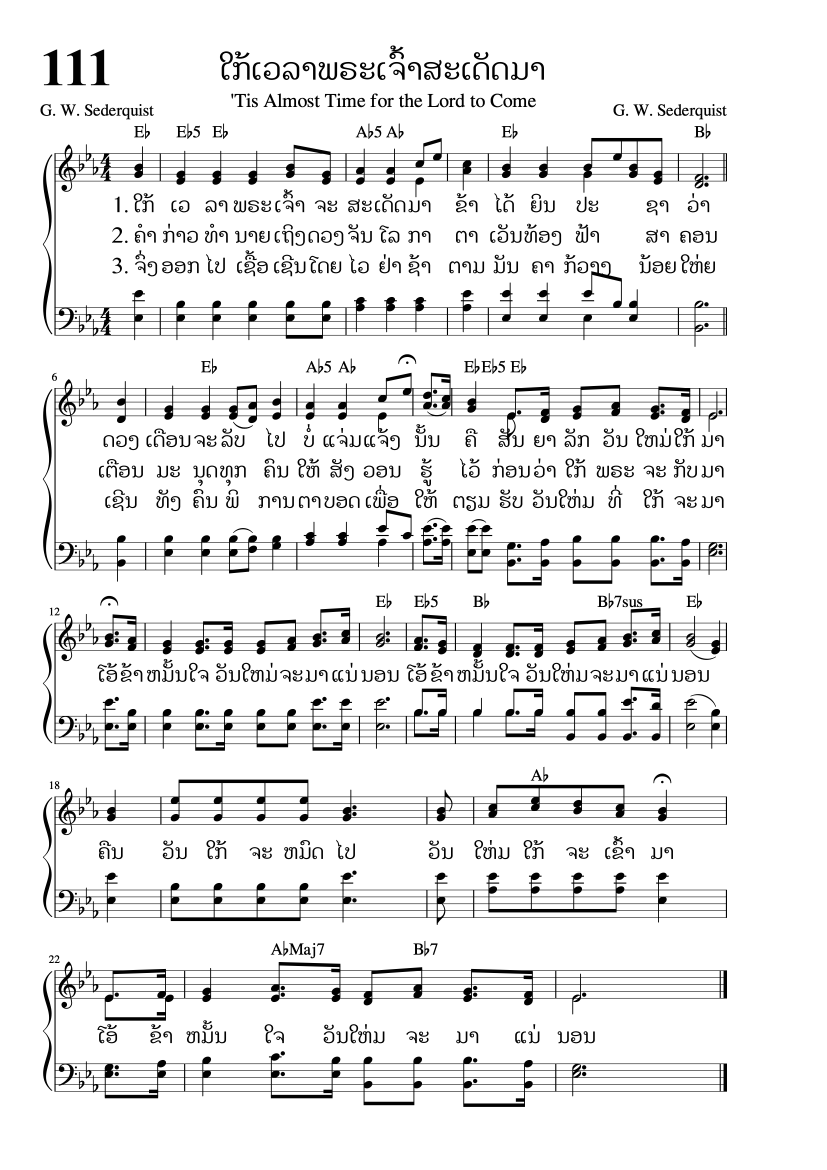 111
ໃກ້ເວລາພຣະເຈົ້າສະເດັດມາ
'Tis Almost Time for the Lord to Come
G. W. Sederquist G. W. Sederquist
E♭ E♭5 E♭ A♭5 A♭ E♭ B♭
1. ໃກ້ ເວ ລາ ພຣະເຈົ້າ ຈະ ສະເດັດມາ ຂ້າ ໄດ້ ຍິນ ປະ ຊາ ວ່າ
2. ຄຳ ກ່າວ ທຳ ນາຍ ເຖິງດວງ ຈັນ ໂລ ກາ ຕາ ເວັນທ້ອງ ຟ້າ ສາ ຄອນ
3. ຈຶ່ງ ອອກ ໄປ ເຊື້ອ ເຊີນໂດຍ ໄວ ຢ່າ ຊ້າ ຕາມ ມັນ ຄາ ກ້ວາງ ນ້ອຍ ໃຫ່ຍ
6
E♭ A♭5 A♭ E♭E♭5 E♭
ດວງ ເດືອນ ຈະ ລັບ ໄປ ບໍ່ ແຈ່ມແຈ້ງ ນັ້ນ ຄື ສັນ ຍາ ລັກ ວັນ ໃຫມ່ໃກ້ ມາ
ເຕືອນ ມະ ນຸດທຸກ ຄົນ ໃຫ້ ສັງ ວອນ ຮູ້ ໄວ້ ກ່ອນວ່າ ໃກ້ ພຣະ ຈະ ກັບມາ
ເຊີນ ທັງ ຄົນ ພິ ການຕາບອດ ເພື່ອ ໃຫ້ ຕຽມ ຮັບ ວັນໃຫ່ມ ທີ່ ໃກ້ ຈະມາ
12
E♭ E♭5 B♭ B♭7sus E♭
ໂອ້ຂ້າ ຫມັ້ນໃຈ ວັນໃຫມ່ຈະມາ ແນ່ ນອນ ໂອ້ຂ້າ ຫມັ້ນໃຈ ວັນໃຫ່ມຈະມາ ແນ່ນອນ
18
A♭
ຄືນ ວັນ ໃກ້ ຈະ ຫມົດ ໄປ ວັນ ໃຫ່ມ ໃກ້ ຈະ ເຂົ້າ ມາ
22
A♭Maj7 B♭7
ໂອ້ ຂ້າ ຫມັ້ນ ໃຈ ວັນໃຫ່ມ ຈະ ມາ ແນ່ ນອນ